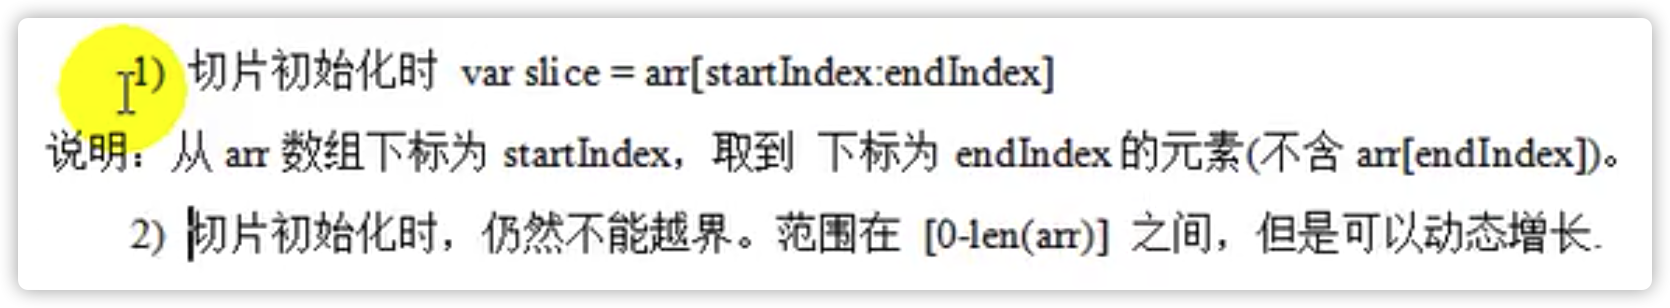 1) 切片初始化时 var slice = arr[startIndex:endIndex]
说明：从 arr 数组下标为 startIndex，取到 下标为 endIndex 的元素(不含 arr[endIndex])。
2) 切片初始化时，仍然不能越界。范围在 [0-len(arr)] 之间，但是可以动态增长.